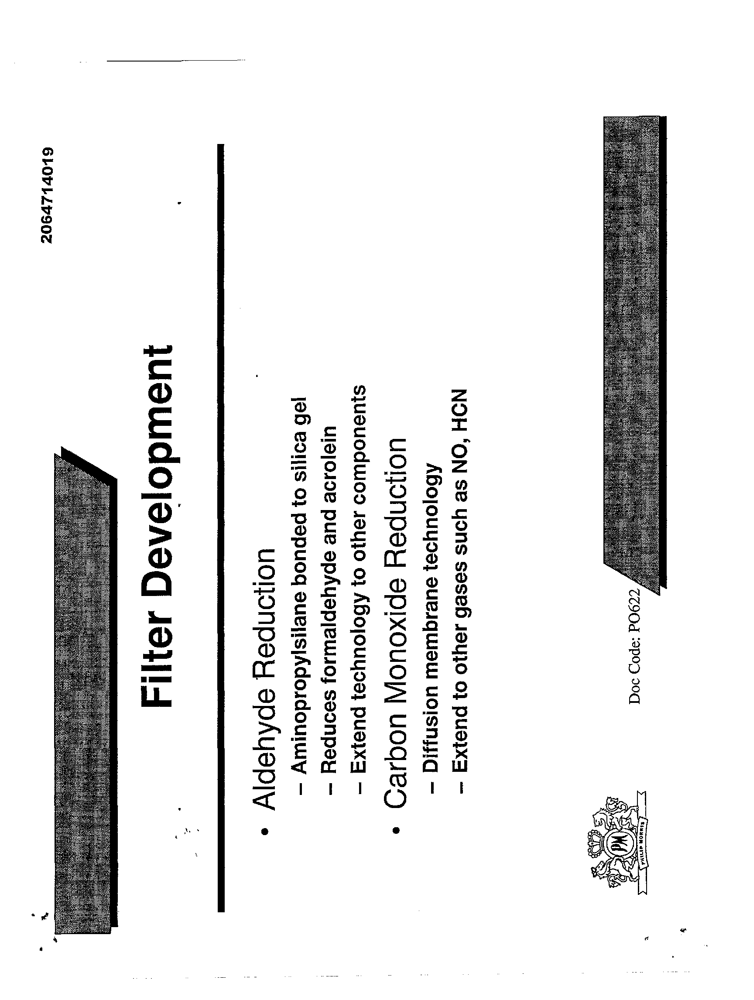 2064714019
Filter Development
• Aldehyde Reduction
– Aminopropylsilane bonded to silica gel
– Reduces formaldehyde and acrolein
– Extend technology to other components
• Carbon Monoxide Reduction
– Diffusion membrane technology
– Extend to other gases such as NO, HCN
PM
PHILIP MORRIS
Doc Code: PO622